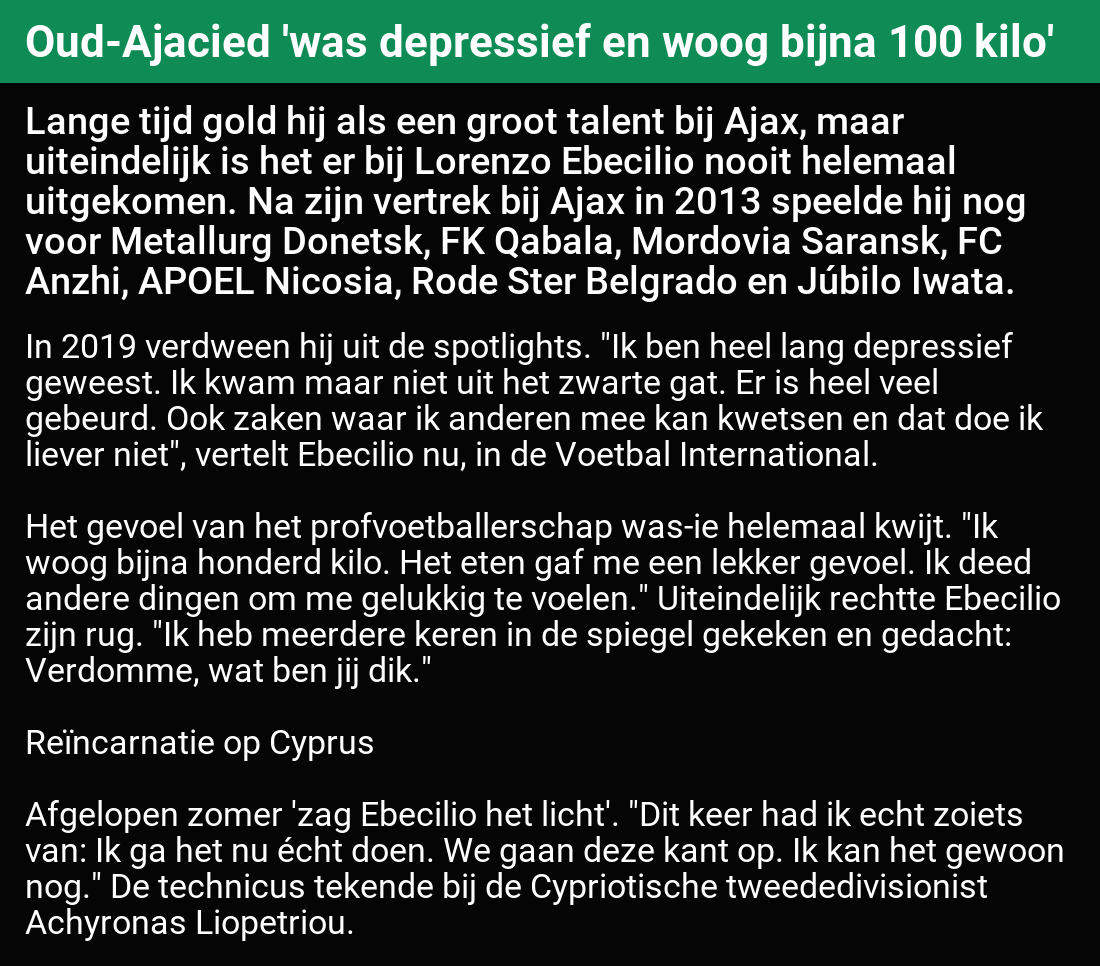 Oud-Ajacied 'was depressief en woog bijna 100 kilo'
Lange tijd gold hij als een groot talent bij Ajax, maar
uiteindelijk is het er bij Lorenzo Ebecilio nooit helemaal
uitgekomen. Na zijn vertrek bij Ajax in 2013 speelde hij nog
voor Metallurg Donetsk, FK Qabala, Mordovia Saransk, FC
Anzhi, APOEL Nicosia, Rode Ster Belgrado en Júbilo Iwata.
In 2019 verdween hij uit de spotlights. "Ik ben heel lang depressief
geweest. Ik kwam maar niet uit het zwarte gat. Er is heel veel
gebeurd. Ook zaken waar ik anderen mee kan kwetsen en dat doe ik
liever niet", vertelt Ebecilio nu, in de Voetbal International.
Het gevoel van het profvoetballerschap was-ie helemaal kwijt. "Ik
woog bijna honderd kilo. Het eten gaf me een lekker gevoel. Ik deed
andere dingen om me gelukkig te voelen." Uiteindelijk rechtte Ebecilio
zijn rug. "Ik heb meerdere keren in de spiegel gekeken en gedacht:
Verdomme, wat ben jij dik."
Reïncarnatie op Cyprus
Afgelopen zomer 'zag Ebecilio het licht'. "Dit keer had ik echt zoiets
van: Ik ga het nu écht doen. We gaan deze kant op. Ik kan het gewoon
nog." De technicus tekende bij de Cypriotische tweededivisionist
Achyronas Liopetriou.